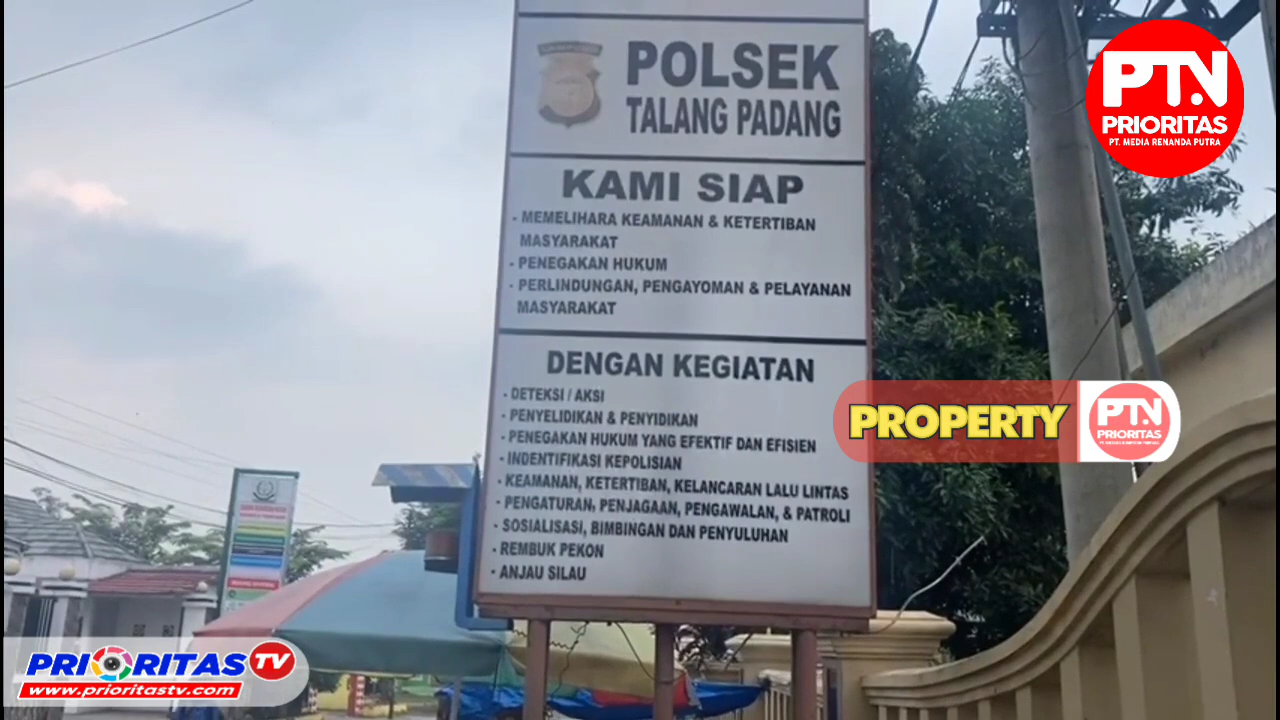 POLSEK
TALANG PADANG
KAMI SIAP
- MEMELIHARA KEAMANAN & KETERTIBAN
MASYARAKAT
- PENEGAKAN HUKUM
- PERLINDUNGAN, PENGAYOMAN & PELAYANAN
MASYARAKAT
DENGAN KEGIATAN
- DETEKSI / AKSI
- PENYELIDIKAN & PENYIDIKAN
- PENEGAKAN HUKUM YANG EFEKTIF DAN EFISIEN
- INDENTIFIKASI KEPOLISIAN
- KEAMANAN, KETERTIBAN, KELANCARAN LALU LINTAS
- PENGATURAN, PENJAGAAN, PENGAWALAN, & PATROLI
- SOSIALISASI, BIMBINGAN DAN PENYULUHAN
- REMBUK PEKON
- ANJAU SILAU
PTN
PRIORITAS
PT. MEDIA RENANDA PUTRA
PROPERTY
PTN
PRIORITAS
PRIORITAS TV
www.prioritastv.com